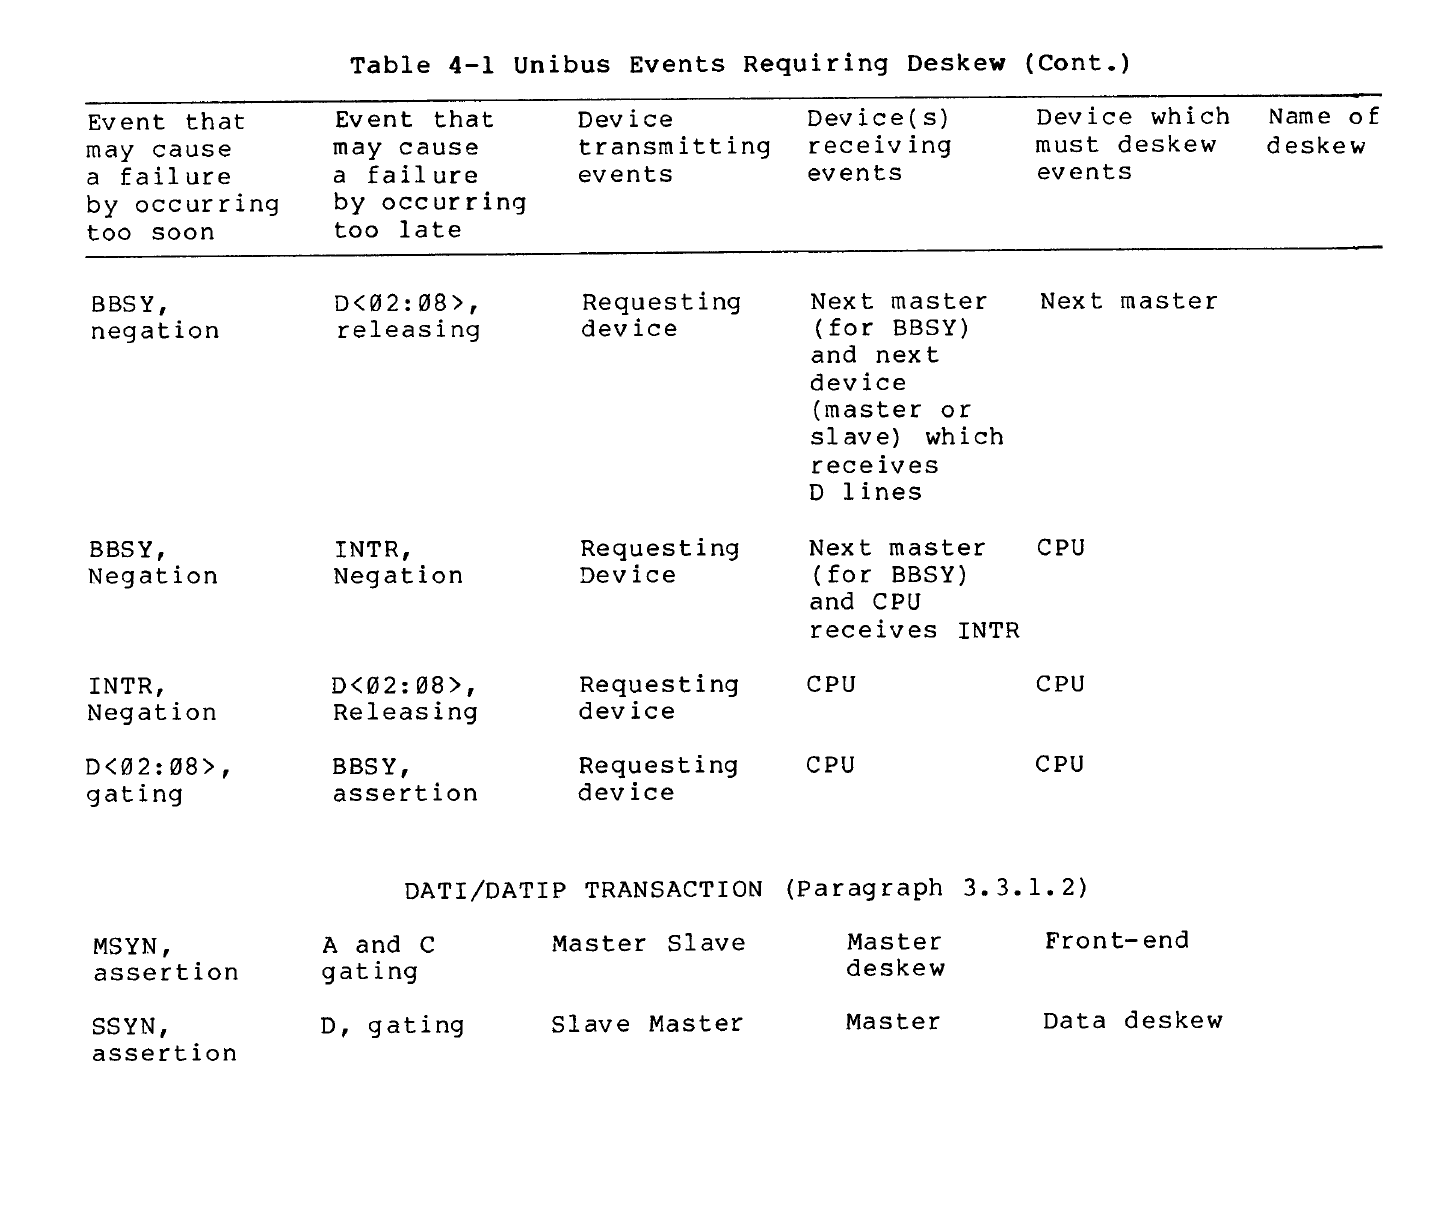 Table 4-1 Unibus Events Requiring Deskew (Cont.)
Event that Event that Device Device(s) Device which Name of
may cause may cause transmitting receiving must deskew deskew
a failure a failure events events events
by occurring by occurring
too soon too late
BBSY, D<02:08>, Requesting Next master Next master
negation releasing device (for BBSY)
and next
device
(master or
slave) which
receives
D lines
BBSY, INTR, Requesting Next master CPU
Negation Negation Device (for BBSY)
and CPU
receives INTR
INTR, D<02:08>, Requesting CPU CPU
Negation Releasing device
D<02:08>, BBSY, Requesting CPU CPU
gating assertion device
DATI/DATIP TRANSACTION (Paragraph 3.3.1.2)
MSYN, A and C Master Slave Master Front-end
assertion gating deskew
SSYN, D, gating Slave Master Master Data deskew
assertion